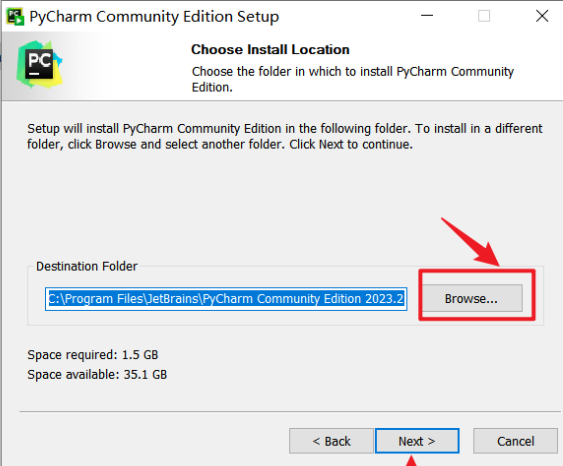 PyCharm Community Edition Setup
PC
Choose Install Location
Choose the folder in which to install PyCharm Community
Edition.
Setup will install PyCharm Community Edition in the following folder. To install in a different
folder, click Browse and select another folder. Click Next to continue.
Destination Folder
C:\Program Files\JetBrains\PyCharm Community Edition 2023.2
Browse...
Space required: 1.5 GB
Space available: 35.1 GB
< Back
Next >
Cancel